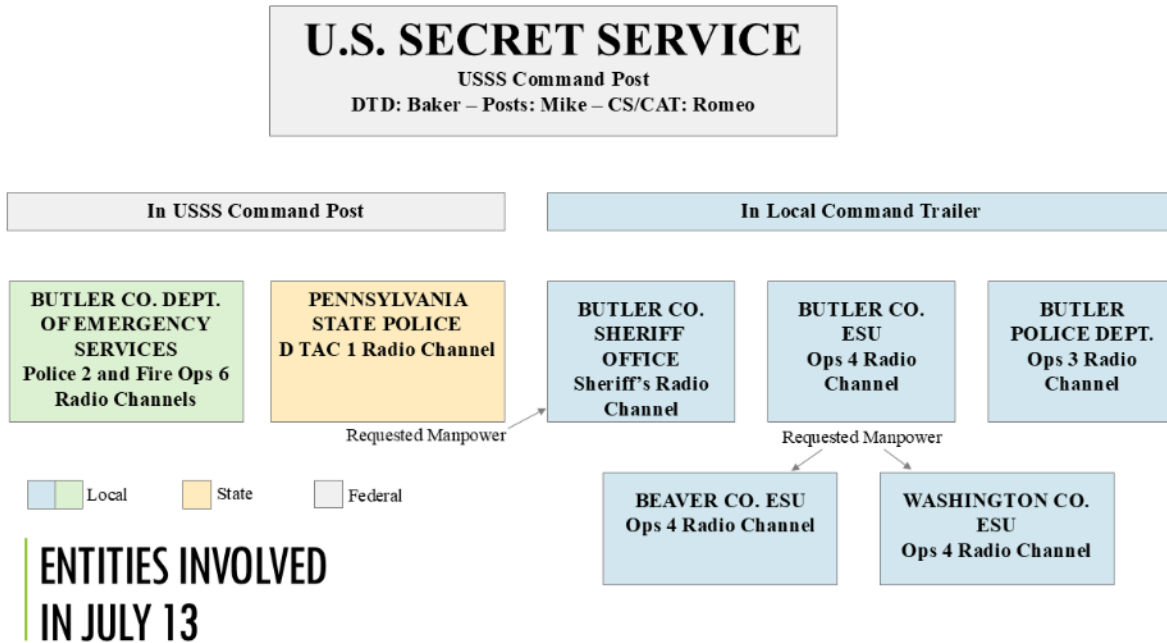 U.S. SECRET SERVICE
USSS Command Post
DTD: Baker – Posts: Mike – CS/CAT: Romeo
In USSS Command Post
In Local Command Trailer
BUTLER CO. DEPT.
OF EMERGENCY
SERVICES
Police 2 and Fire Ops 6
Radio Channels
PENNSYLVANIA
STATE POLICE
D TAC 1 Radio Channel
BUTLER CO.
SHERIFF
OFFICE
Sheriff's Radio
Channel
BUTLER CO.
ESU
Ops 4 Radio
Channel
BUTLER
POLICE DEPT.
Ops 3 Radio
Channel
Requested Manpower
Requested Manpower
BEAVER CO. ESU
Ops 4 Radio Channel
WASHINGTON CO.
ESU
Ops 4 Radio Channel
Local
State
Federal
ENTITIES INVOLVED
IN JULY 13